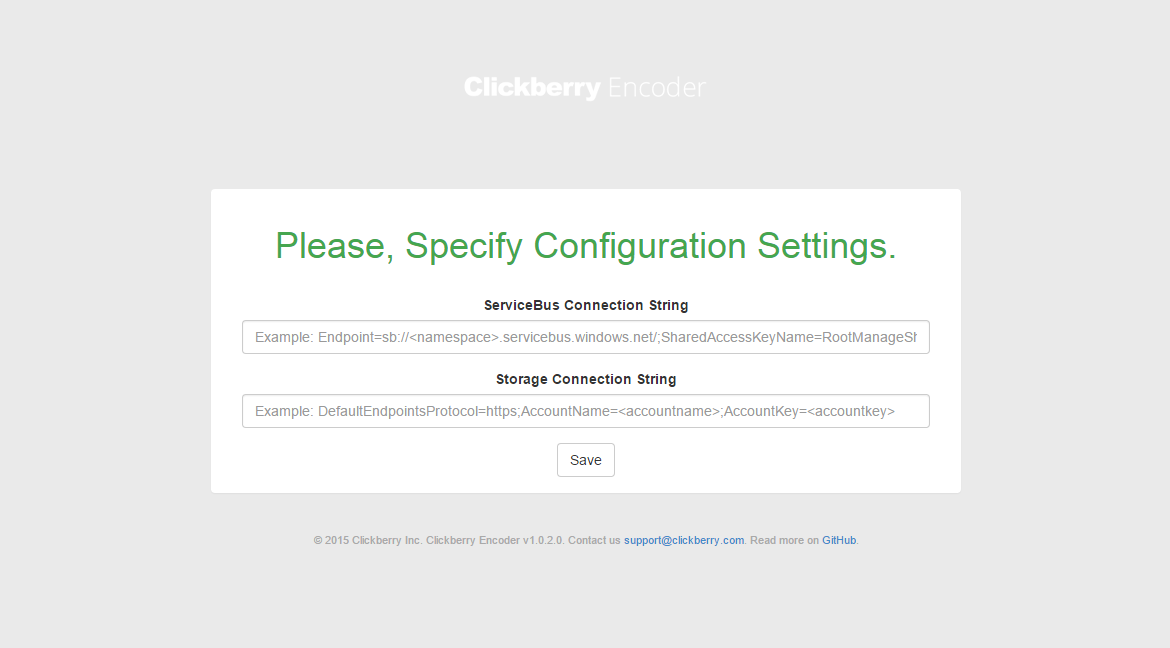 Clickberry Encoder
Please, Specify Configuration Settings.
ServiceBus Connection String
Example: Endpoint=sb://<namespace>.servicebus.windows.net/;SharedAccessKeyName=RootManageSh
Storage Connection String
Example: DefaultEndpointsProtocol=https;AccountName=<accountname>;AccountKey=<accountkey>
Save
© 2015 Clickberry Inc. Clickberry Encoder v1.0.2.0. Contact us support@clickberry.com. Read more on GitHub.